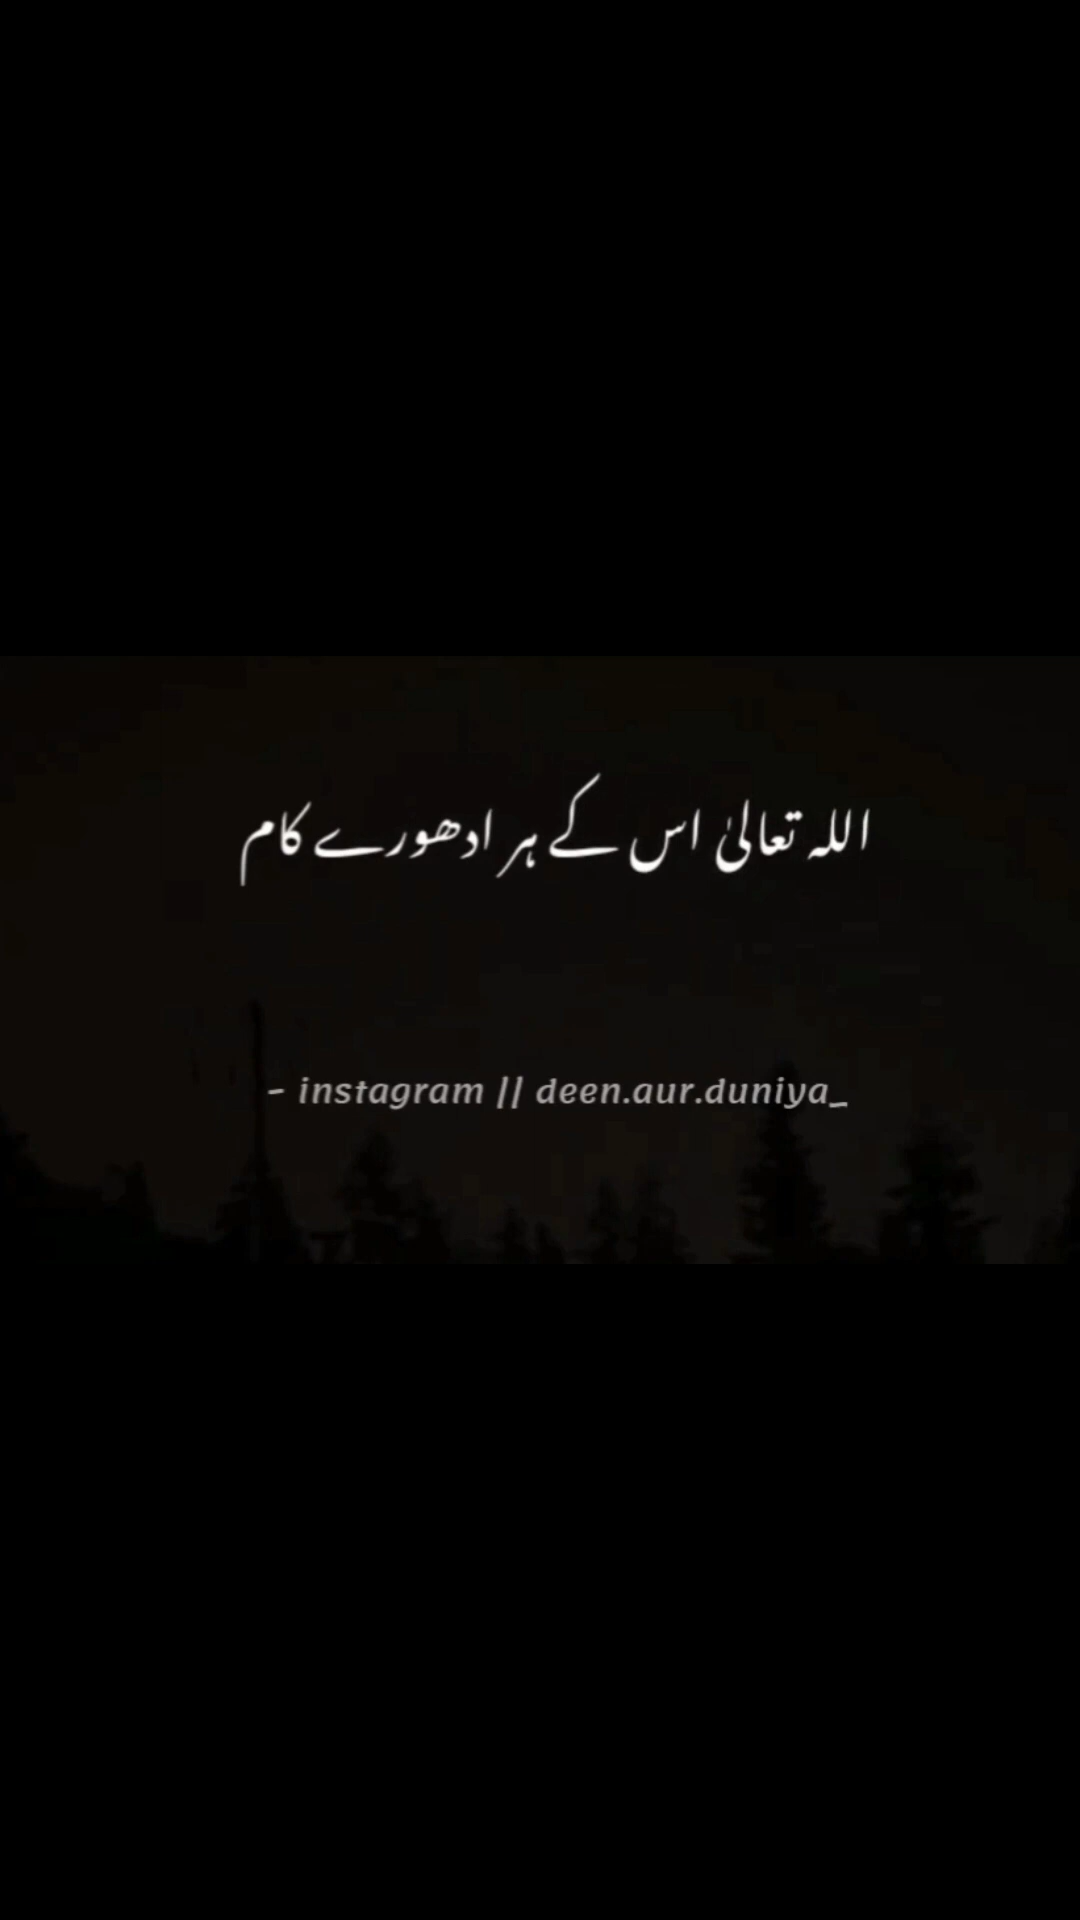 اللہ تعالیٰ اس کے ہر ادھورے کام
- instagram || deen.aur.duniya_